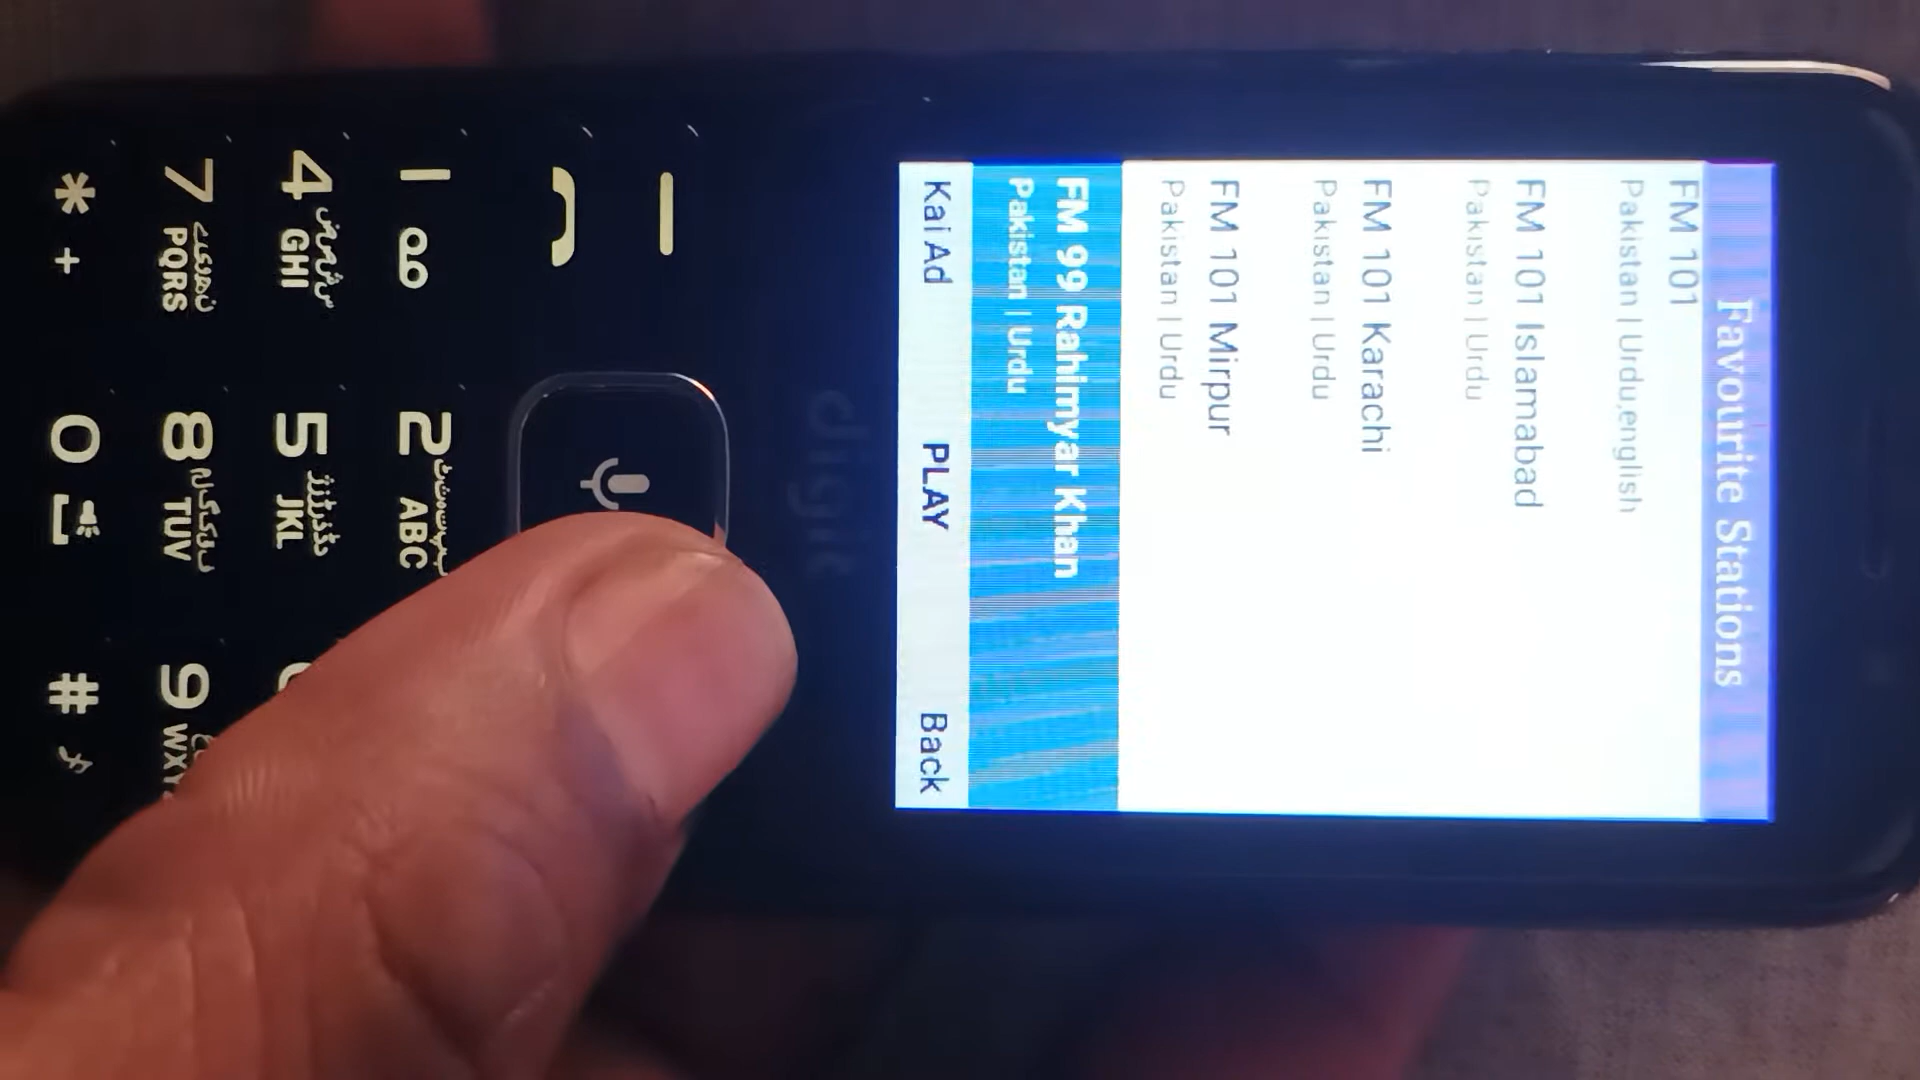 Favourite Stations
FM 101
Pakistan | Urdu,english
FM 101 Islamabad
Pakistan | Urdu
FM 101 Karachi
Pakistan | Urdu
FM 101 Mirpur
Pakistan | Urdu
FM 99 Rahimyar Khan
Pakistan | Urdu
Kai Ad PLAY Back
digit
1
2 ABC
4 GHI
5 JKL
7 PQRS
8 TUV
9 WXY
* +
0
#